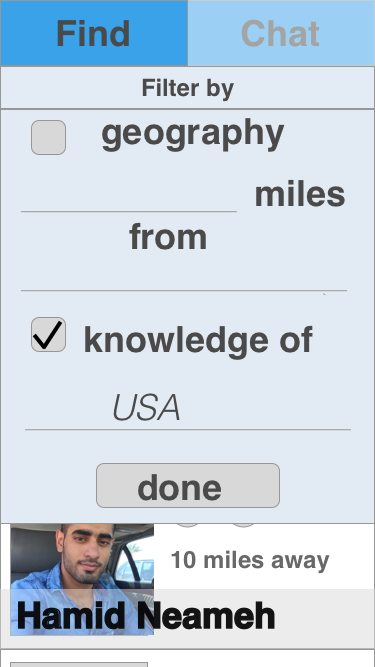 Find Chat
Filter by
geography
miles
from
knowledge of
USA
done
10 miles away
Hamid Neameh